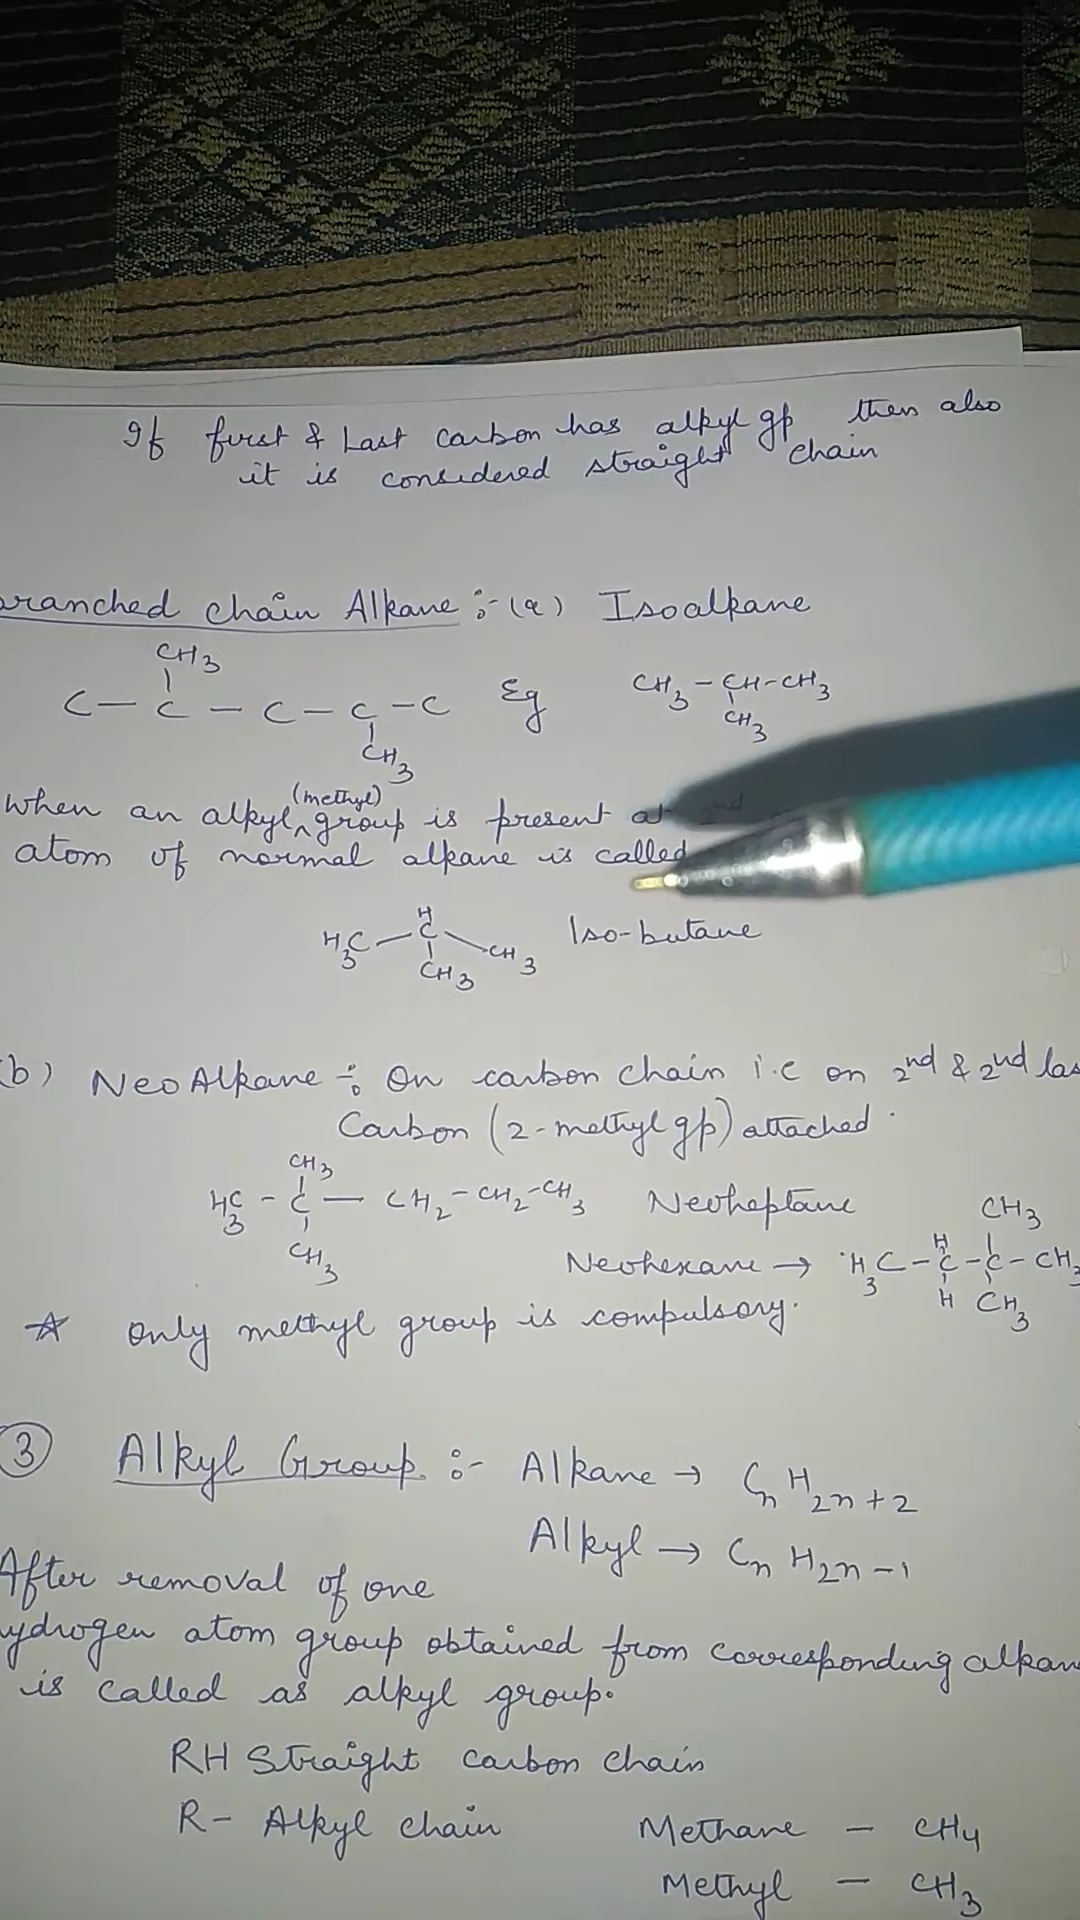 If first & Last carbon has alkyl gp then also
it is considered straight chain
branched chain Alkane :- (a) Isoalkane
CH3
C - C - C - C - C Eg CH3 - CH - CH3
CH3 CH3
(methyl)
When an alkyl ^ group is present at 2nd
atom of normal alkane is called
H
H3C - C - CH3 Iso-butane
CH3
(b) NeoAlkane :- On carbon chain i.e on 2nd & 2nd las
Carbon (2-methyl gp) attached.
CH3
H3C - C - CH2 - CH2 - CH3 Neoheptane
CH3
CH3
H
Neohexane → H3C - C - C - CH3
H CH3
☆ only methyl group is compulsory.
3 Alkyl Group :- Alkane → CnH2n+2
Alkyl → CnH2n-1
After removal of one
hydrogen atom group obtained from corresponding alkan
is called as alkyl group.
RH Straight carbon chain
R- Alkyl chain Methane - CH4
Methyl - CH3